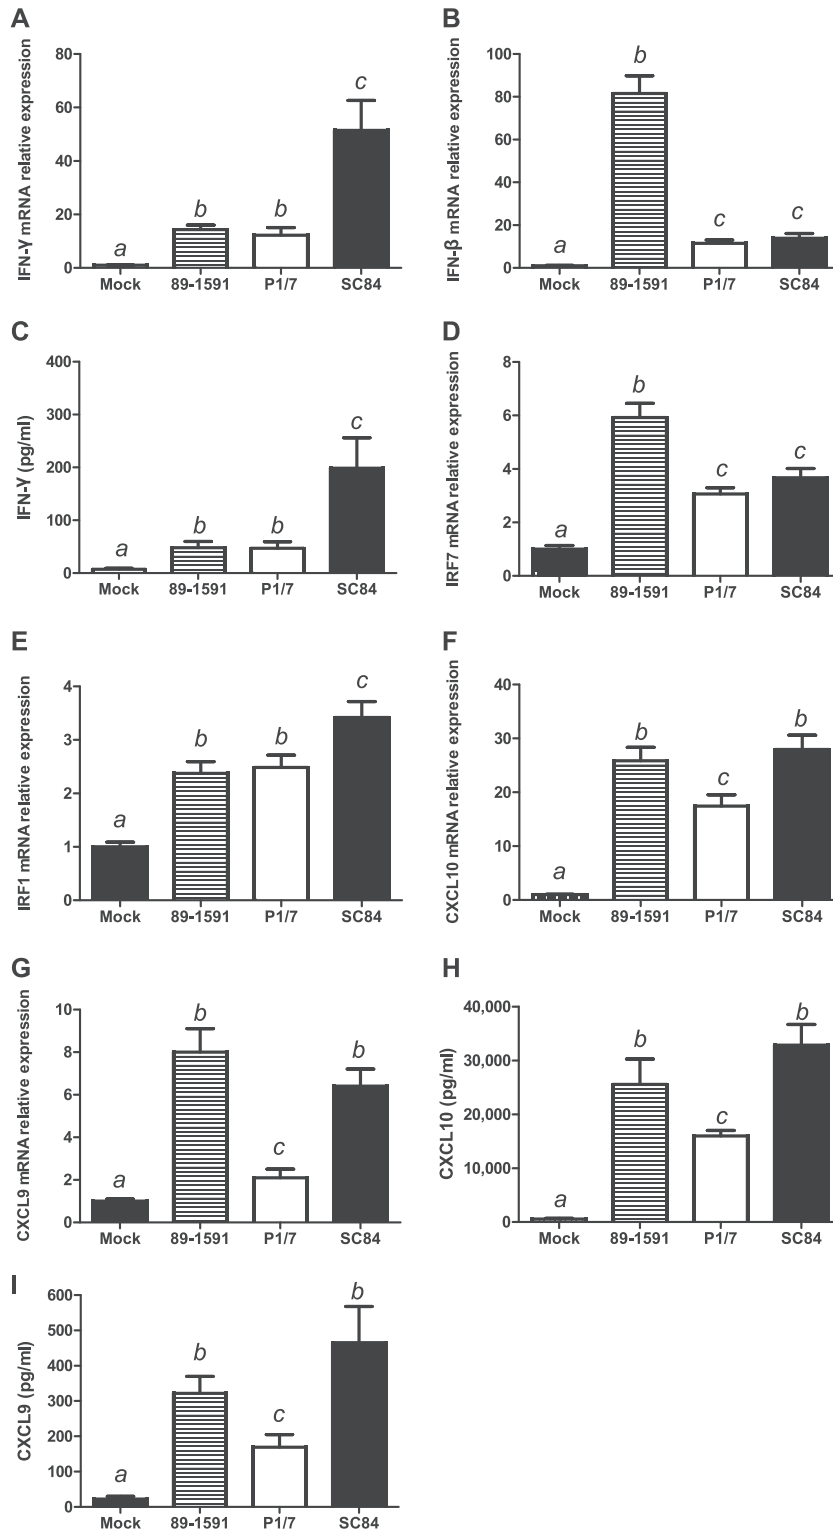 A
IFN-γ mRNA relative expression
80
60
40
20
0
a
b
b
c
Mock
89-1591
P1/7
SC84
B
IFN-β mRNA relative expression
100
80
60
40
20
0
a
b
c
c
Mock
89-1591
P1/7
SC84
C
IFN-γ (pg/ml)
400
300
200
100
0
a
b
b
c
Mock
89-1591
P1/7
SC84
D
IRF7 mRNA relative expression
8
6
4
2
0
a
b
c
c
Mock
89-1591
P1/7
SC84
E
IRF1 mRNA relative expression
4
3
2
1
0
a
b
b
c
Mock
89-1591
P1/7
SC84
F
CXCL10 mRNA relative expression
40
30
20
10
0
a
b
c
b
Mock
89-1591
P1/7
SC84
G
CXCL9 mRNA relative expression
10
8
6
4
2
0
a
b
c
b
Mock
89-1591
P1/7
SC84
H
CXCL10 (pg/ml)
40,000
30,000
20,000
10,000
0
a
b
c
b
Mock
89-1591
P1/7
SC84
I
CXCL9 (pg/ml)
600
500
400
300
200
100
0
a
b
c
b
Mock
89-1591
P1/7
SC84